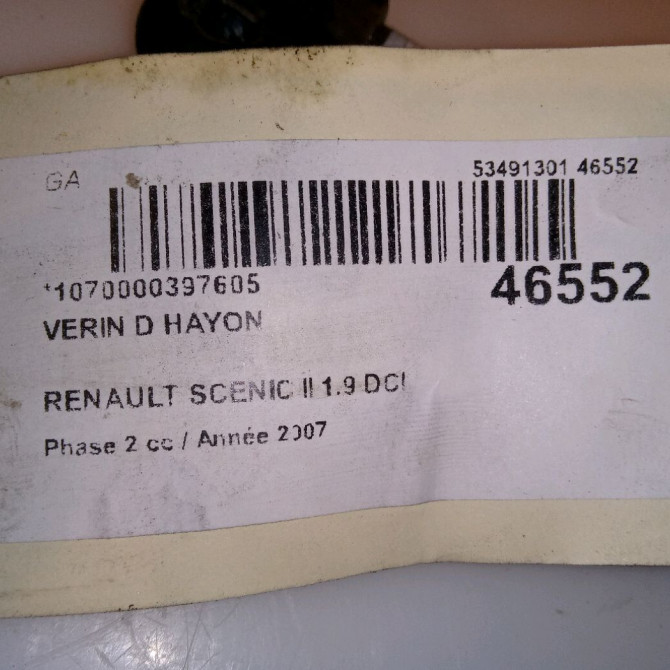 GA
53491301 46552
*1070000397605
46552
VERIN D HAYON
RENAULT SCENIC II 1.9 DCI
Phase 2 cc / Année 2007